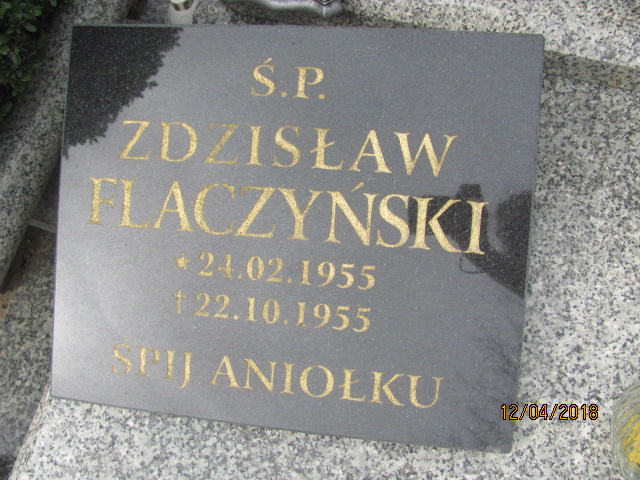 Ś.P.
ZDZISŁAW
FLACZYŃSKI
* 24.02.1955
† 22.10.1955
ŚPIJ ANIOŁKU
12/04/2018